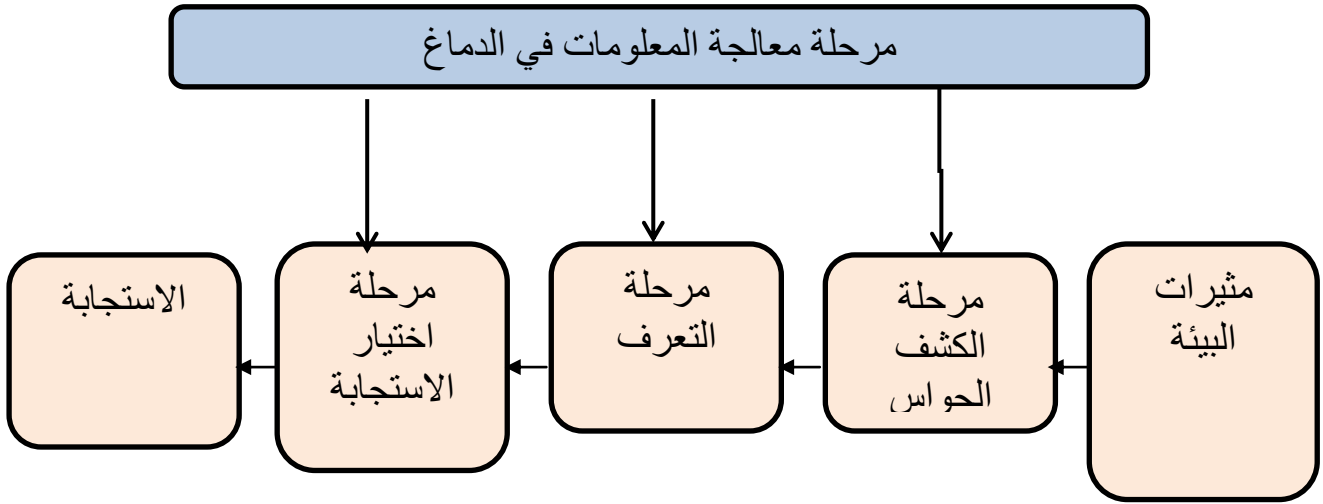 مرحلة معالجة المعلومات في الدماغ
مثيرات
البيئة
مرحلة
الكشف
الحواس
مرحلة
التعرف
مرحلة
اختيار
الاستجابة
الاستجابة